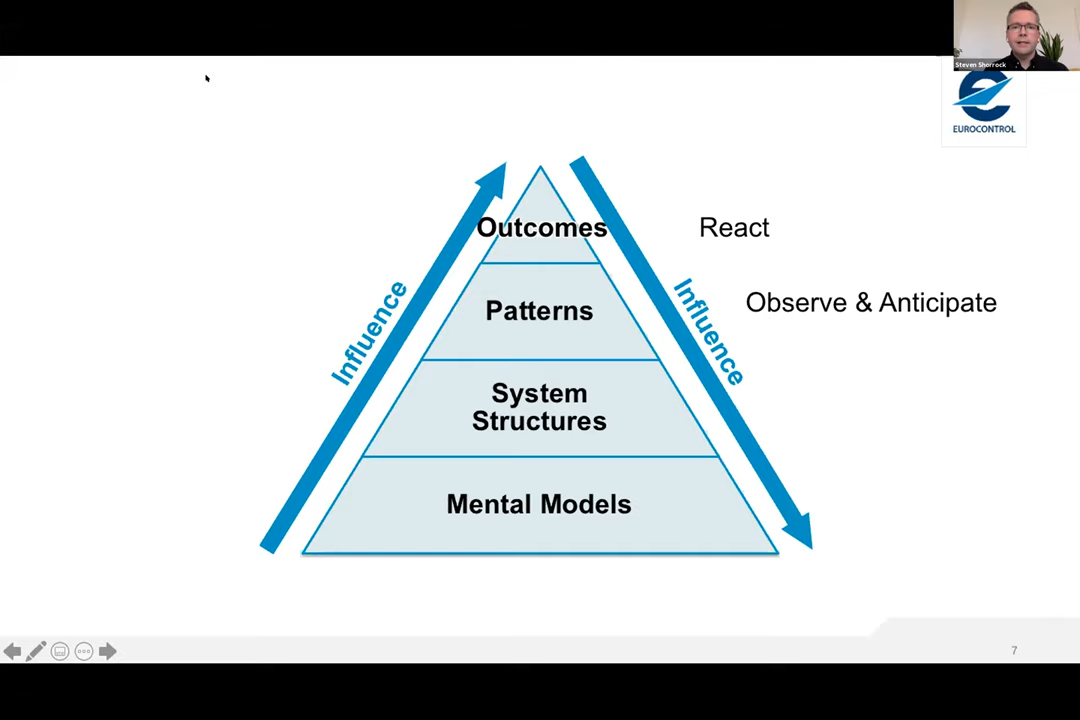 Steven Shorrock
EUROCONTROL
Outcomes
React
Influence
Influence
Patterns
Observe & Anticipate
System
Structures
Mental Models
7